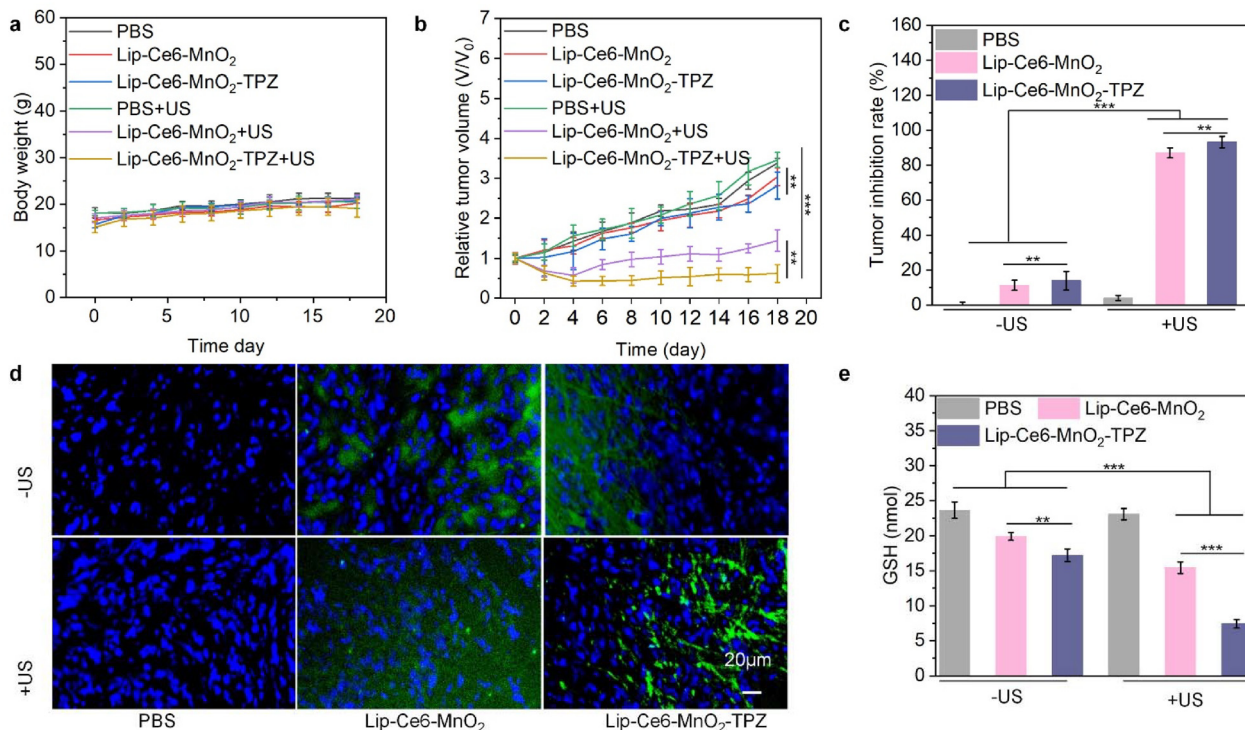 a
60
50
40
30
20
10
0
Body weight (g)
PBS
Lip-Ce6-MnO₂
Lip-Ce6-MnO₂-TPZ
PBS+US
Lip-Ce6-MnO₂+US
Lip-Ce6-MnO₂-TPZ+US
0 5 10 15 20
Time day
b
7
6
5
4
3
2
1
0
Relative tumor volume (V/V₀)
PBS
Lip-Ce6-MnO₂
Lip-Ce6-MnO₂-TPZ
PBS+US
Lip-Ce6-MnO₂+US
Lip-Ce6-MnO₂-TPZ+US
**
***
**
0 2 4 6 8 10 12 14 16 18 20
Time (day)
c
160
140
120
100
80
60
40
20
0
Tumor inhibition rate (%)
PBS
Lip-Ce6-MnO₂
Lip-Ce6-MnO₂-TPZ
***
**
**
-US +US
d
-US
+US
20μm
PBS Lip-Ce6-MnO₂ Lip-Ce6-MnO₂-TPZ
e
40
35
30
25
20
15
10
5
0
GSH (nmol)
PBS Lip-Ce6-MnO₂
Lip-Ce6-MnO₂-TPZ
***
**
***
-US +US